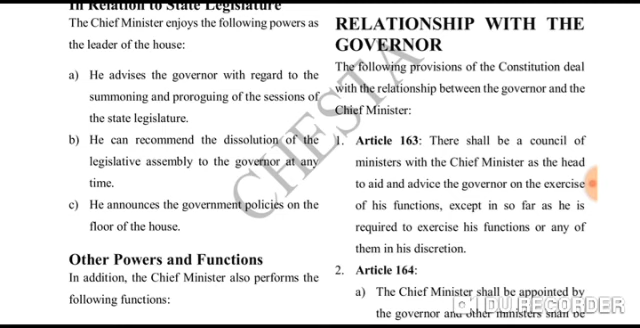 In Relation to State Legislature
The Chief Minister enjoys the following powers as
the leader of the house:
a) He advises the governor with regard to the
summoning and proroguing of the sessions of
the state legislature.
b) He can recommend the dissolution of the
legislative assembly to the governor at any
time.
c) He announces the government policies on the
floor of the house.
Other Powers and Functions
In addition, the Chief Minister also performs the
following functions:
RELATIONSHIP WITH THE
GOVERNOR
The following provisions of the Constitution deal
with the relationship between the governor and the
Chief Minister:
1. Article 163: There shall be a council of
ministers with the Chief Minister as the head
to aid and advice the governor on the exercise
of his functions, except in so far as he is
required to exercise his functions or any of
them in his discretion.
2. Article 164:
a) The Chief Minister shall be appointed by
the governor and other ministers shall be
CHESTA
DU RECORDER